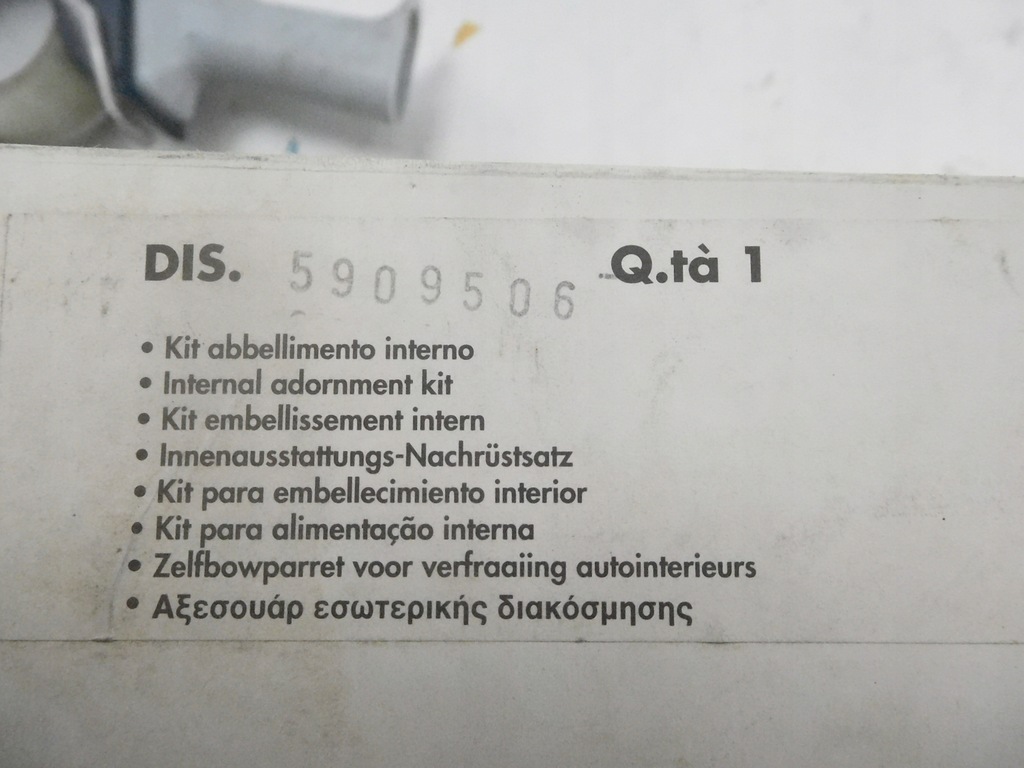 DIS. 5909506 Q.tà 1
• Kit abbellimento interno
• Internal adornment kit
• Kit embellissement intern
• Innenausstattungs-Nachrüstsatz
• Kit para embellecimiento interior
• Kit para alimentação interna
• Zelfbowparret voor verfraaiing autointerieurs
• Αξεσουάρ εσωτερικής διακόσμησης